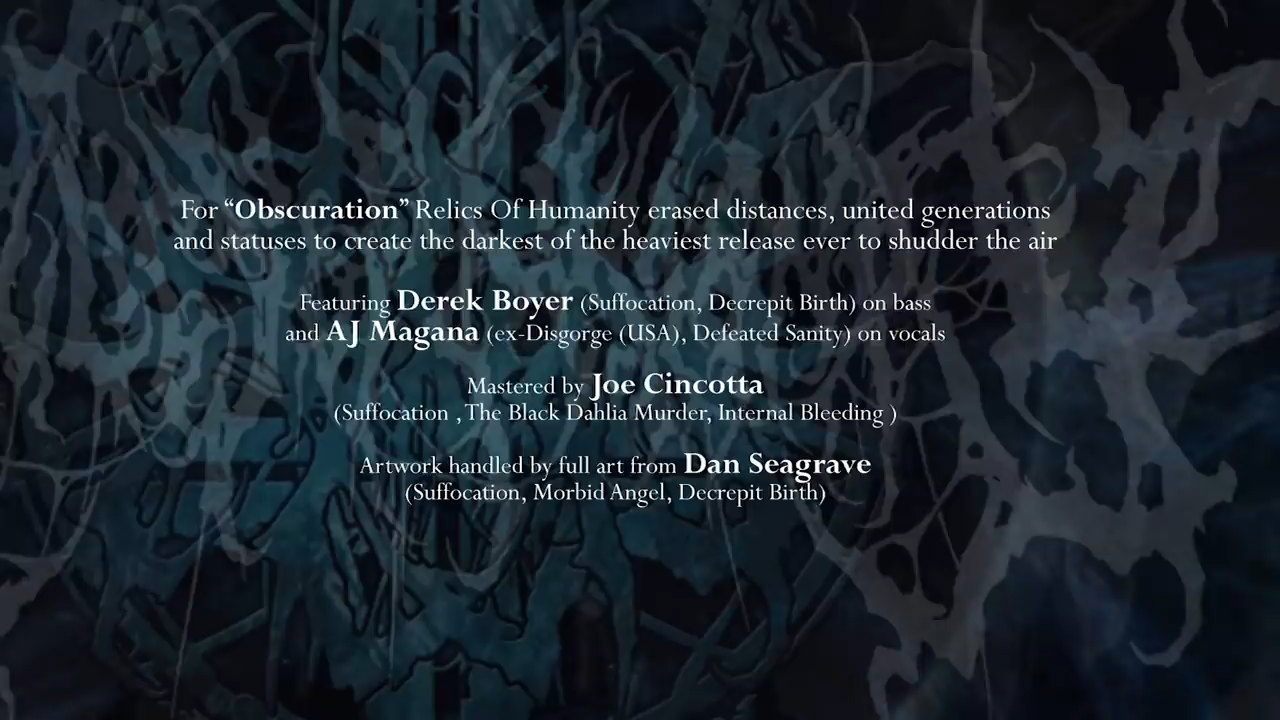 For “Obscuration” Relics Of Humanity erased distances, united generations
and statuses to create the darkest of the heaviest release ever to shudder the air
Featuring Derek Boyer (Suffocation, Decrepit Birth) on bass
and AJ Magana (ex-Disgorge (USA), Defeated Sanity) on vocals
Mastered by Joe Cincotta
(Suffocation ,The Black Dahlia Murder, Internal Bleeding )
Artwork handled by full art from Dan Seagrave
(Suffocation, Morbid Angel, Decrepit Birth)